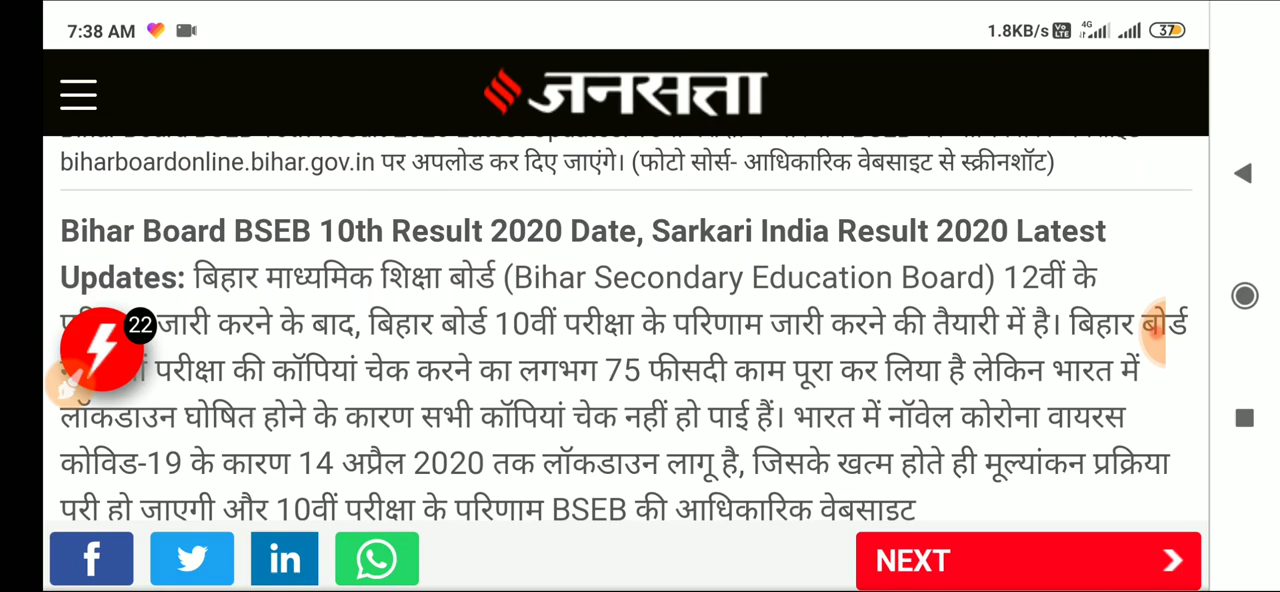 7:38 AM 1.8KB/s Vo LTE 4G 37
जनसत्ता
biharboardonline.bihar.gov.in पर अपलोड कर दिए जाएंगे। (फोटो सोर्स- आधिकारिक वेबसाइट से स्क्रीनशॉट)
Bihar Board BSEB 10th Result 2020 Date, Sarkari India Result 2020 Latest
Updates: बिहार माध्यमिक शिक्षा बोर्ड (Bihar Secondary Education Board) 12वीं के
22 जारी करने के बाद, बिहार बोर्ड 10वीं परीक्षा के परिणाम जारी करने की तैयारी में है। बिहार बोर्ड
परीक्षा की कॉपियां चेक करने का लगभग 75 फीसदी काम पूरा कर लिया है लेकिन भारत में
लॉकडाउन घोषित होने के कारण सभी कॉपियां चेक नहीं हो पाई हैं। भारत में नॉवेल कोरोना वायरस
कोविड-19 के कारण 14 अप्रैल 2020 तक लॉकडाउन लागू है, जिसके खत्म होते ही मूल्यांकन प्रक्रिया
पूरी हो जाएगी और 10वीं परीक्षा के परिणाम BSEB की आधिकारिक वेबसाइट
NEXT